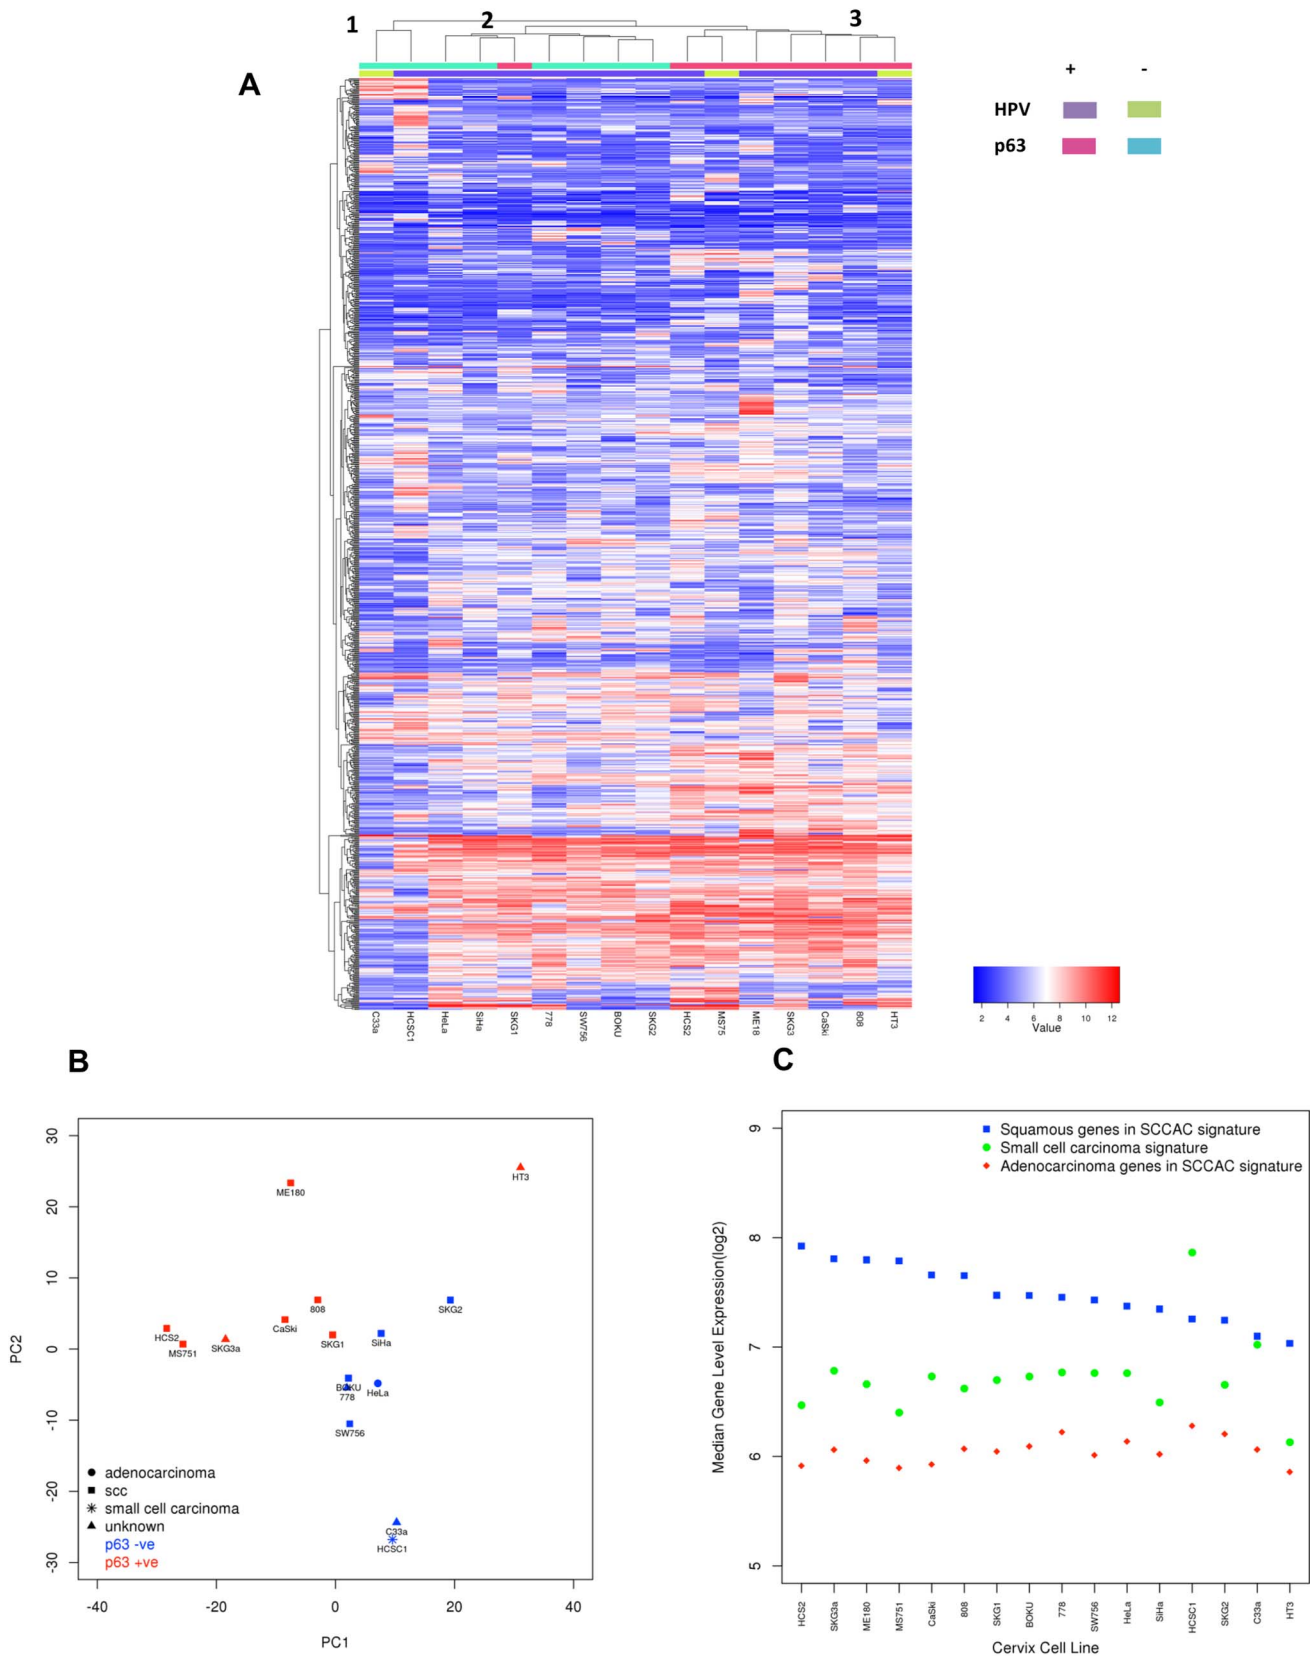 1
2
3
A
+ -
HPV
p63
2 4 6 8 10 12
Value
C33a
HCSC1
HeLa
SiHa
SKG1
778
SW756
BOKU
SKG2
HCS2
MS75
ME18
SKG3
CaSki
808
HT3
B
PC2
30
20
10
0
-10
-20
-30
HT3
ME180
808
SKG2
CaSki
HCS2
SKG1
SiHa
MS751
SKG3a
BOKU
778
HeLa
SW756
C33a
HCSC1
adenocarcinoma
scc
small cell carcinoma
unknown
p63 -ve
p63 +ve
-40 -20 0 20 40
PC1
C
Squamous genes in SCCAC signature
Small cell carcinoma signature
Adenocarcinoma genes in SCCAC signature
Median Gene Level Expression(log2)
9
8
7
6
5
HCS2
SKG3a
ME180
MS751
CaSki
808
SKG1
BOKU
778
SW756
HeLa
SiHa
HCSC1
SKG2
C33a
HT3
Cervix Cell Line